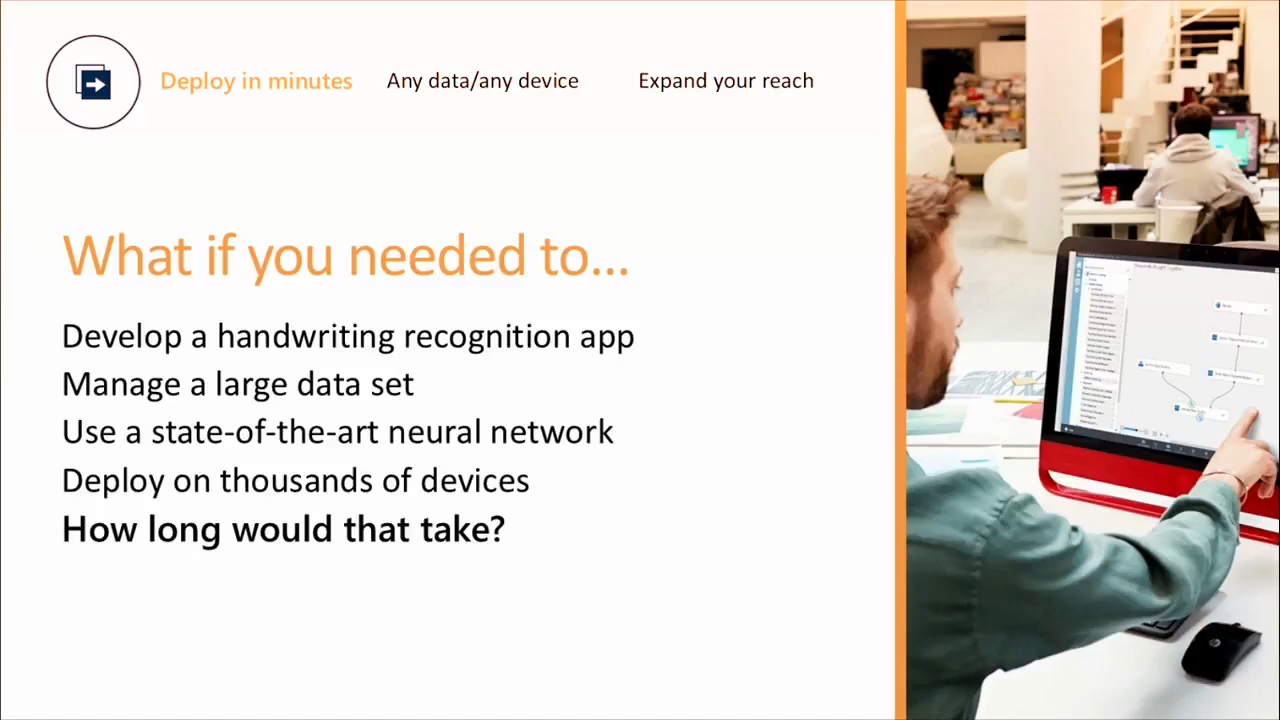 Deploy in minutes
Any data/any device
Expand your reach
What if you needed to...
Develop a handwriting recognition app
Manage a large data set
Use a state-of-the-art neural network
Deploy on thousands of devices
How long would that take?